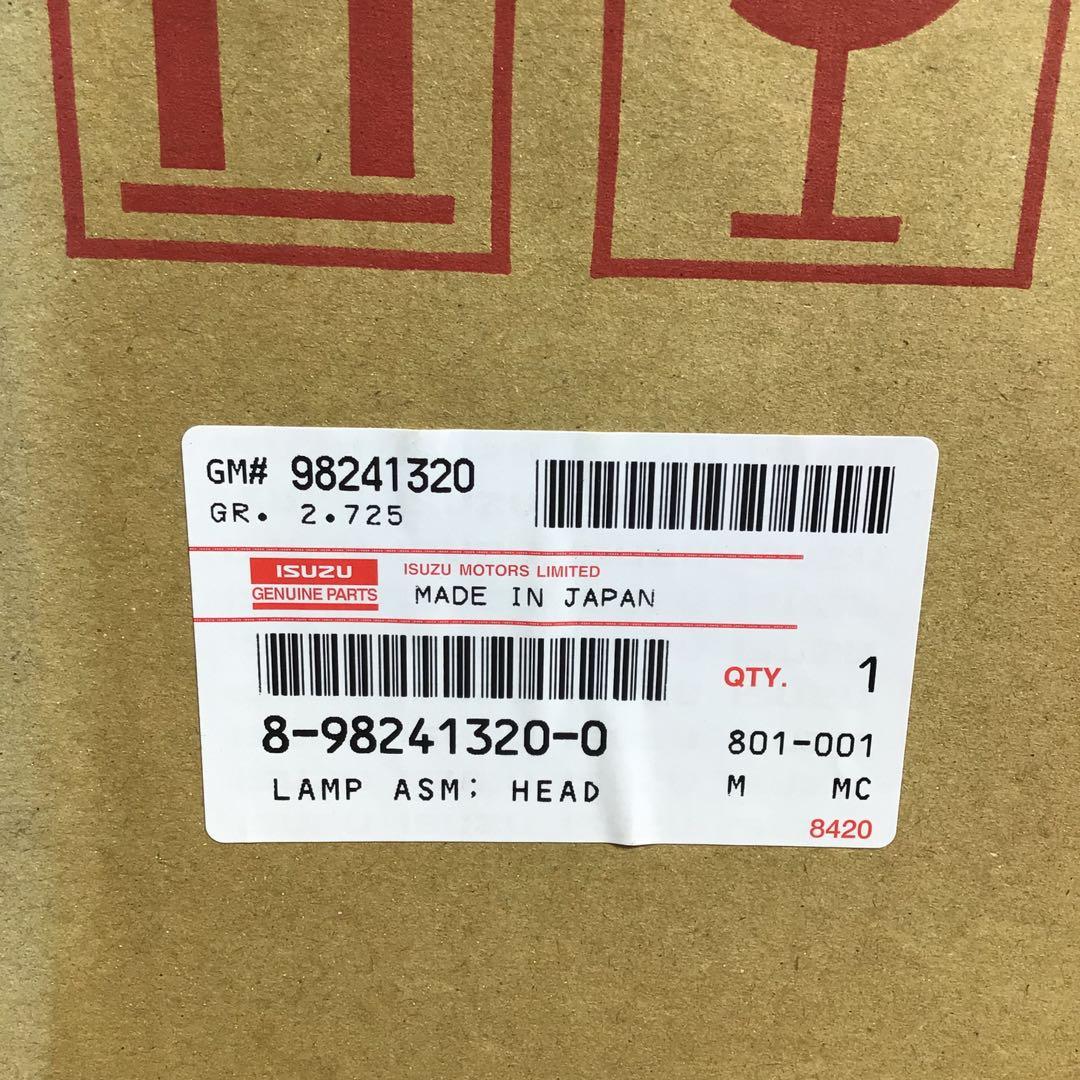 GM# 98241320
GR. 2.725
ISUZU
GENUINE PARTS
ISUZU MOTORS LIMITED
MADE IN JAPAN
QTY. 1
8-98241320-0
801-001
LAMP ASM; HEAD
M MC
8420